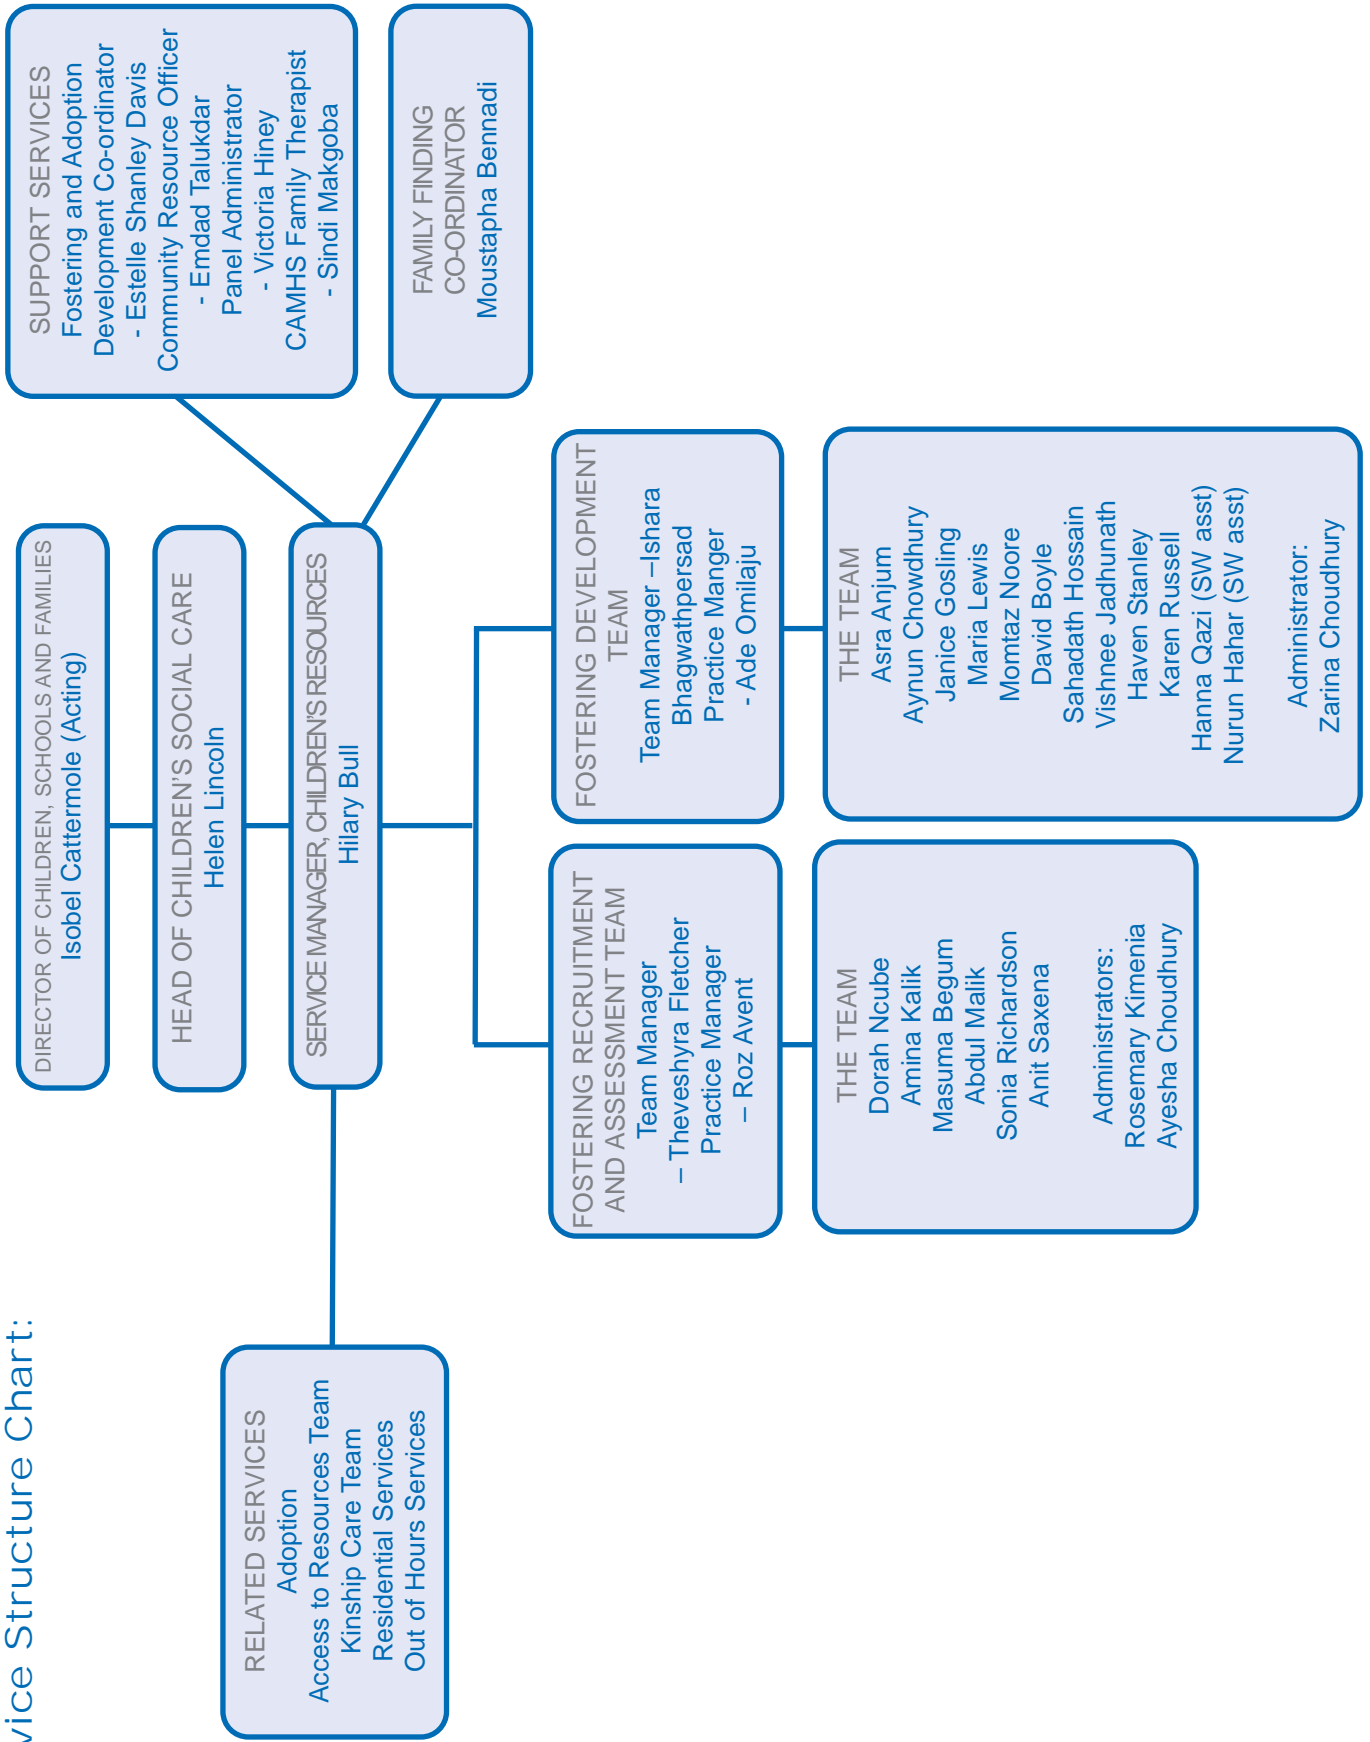 vice Structure Chart:
DIRECTOR OF CHILDREN, SCHOOLS AND FAMILIES
Isobel Cattermole (Acting)
HEAD OF CHILDREN'S SOCIAL CARE
Helen Lincoln
SERVICE MANAGER, CHILDREN'S RESOURCES
Hilary Bull
RELATED SERVICES
Adoption
Access to Resources Team
Kinship Care Team
Residential Services
Out of Hours Services
SUPPORT SERVICES
Fostering and Adoption
Development Co-ordinator
- Estelle Shanley Davis
Community Resource Officer
- Emdad Talukdar
Panel Administrator
- Victoria Hiney
CAMHS Family Therapist
- Sindi Makgoba
FAMILY FINDING
CO-ORDINATOR
Moustapha Bennadi
FOSTERING RECRUITMENT
AND ASSESSMENT TEAM
Team Manager
– Theveshyra Fletcher
Practice Manager
– Roz Avent
THE TEAM
Dorah Ncube
Amina Kalik
Masuma Begum
Abdul Malik
Sonia Richardson
Anit Saxena
Administrators:
Rosemary Kimenia
Ayesha Choudhury
FOSTERING DEVELOPMENT
TEAM
Team Manager –Ishara
Bhagwathpersad
Practice Manger
- Ade Omilaju
THE TEAM
Asra Anjum
Aynun Chowdhury
Janice Gosling
Maria Lewis
Momtaz Noore
David Boyle
Sahadath Hossain
Vishnee Jadhunath
Haven Stanley
Karen Russell
Hanna Qazi (SW asst)
Nurun Hahar (SW asst)
Administrator:
Zarina Choudhury